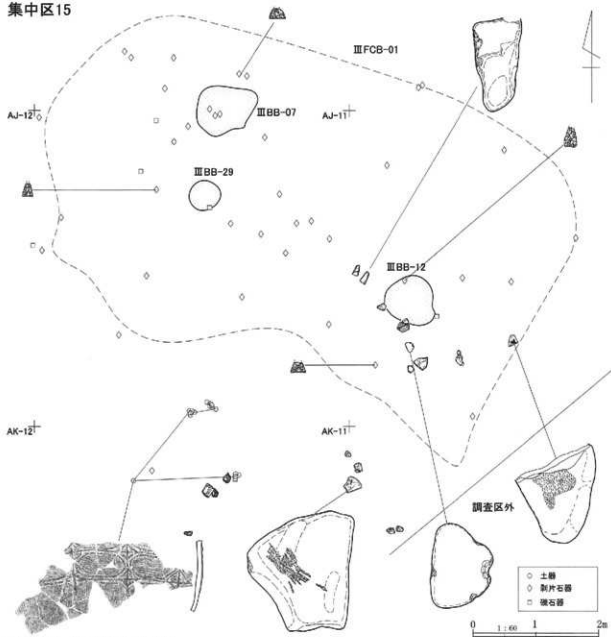 集中区15
ⅢFCB-01
AJ-12
ⅢBB-07
AJ-11
ⅢBB-29
ⅢBB-12
AK-12
AK-11
調査区外
土器
剥片石器
礫石器
1:60
0 1 2m